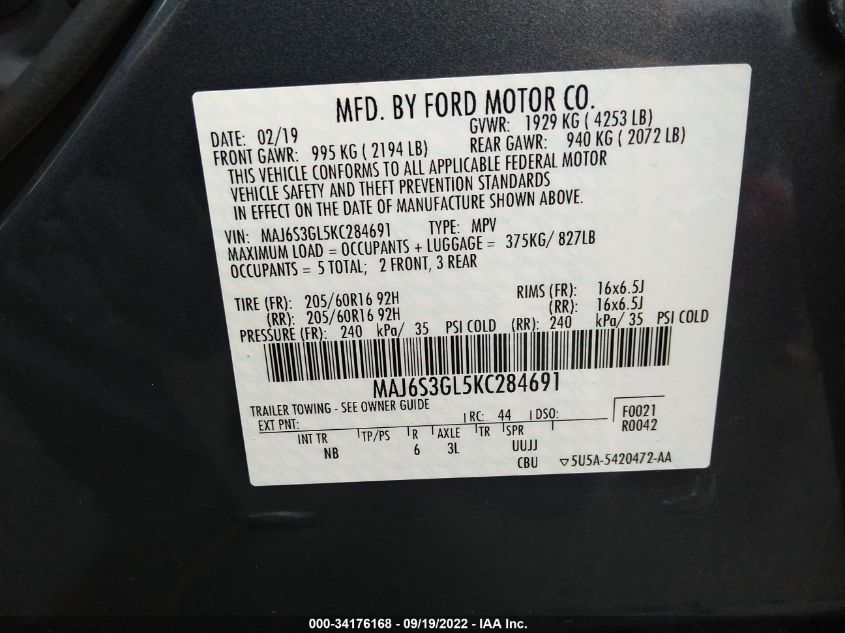 MFD. BY FORD MOTOR CO.
DATE: 02/19 GVWR: 1929 KG ( 4253 LB)
FRONT GAWR: 995 KG ( 2194 LB) REAR GAWR: 940 KG ( 2072 LB)
THIS VEHICLE CONFORMS TO ALL APPLICABLE FEDERAL MOTOR
VEHICLE SAFETY AND THEFT PREVENTION STANDARDS
IN EFFECT ON THE DATE OF MANUFACTURE SHOWN ABOVE.
VIN: MAJ6S3GL5KC284691 TYPE: MPV
MAXIMUM LOAD = OCCUPANTS + LUGGAGE = 375KG/ 827LB
OCCUPANTS = 5 TOTAL; 2 FRONT, 3 REAR
TIRE (FR): 205/60R16 92H RIMS (FR): 16x6.5J
(RR): 205/60R16 92H (RR): 16x6.5J
PRESSURE (FR): 240 kPa/ 35 PSI COLD (RR): 240 kPa/ 35 PSI COLD
MAJ6S3GL5KC284691
TRAILER TOWING - SEE OWNER GUIDE
EXT PNT: RC: 44 DSO: F0021
R0042
INT TR TP/PS R AXLE TR SPR
NB 6 3L UUJJ
CBU ▽5U5A-5420472-AA
000-34176168 - 09/19/2022 - IAA Inc.